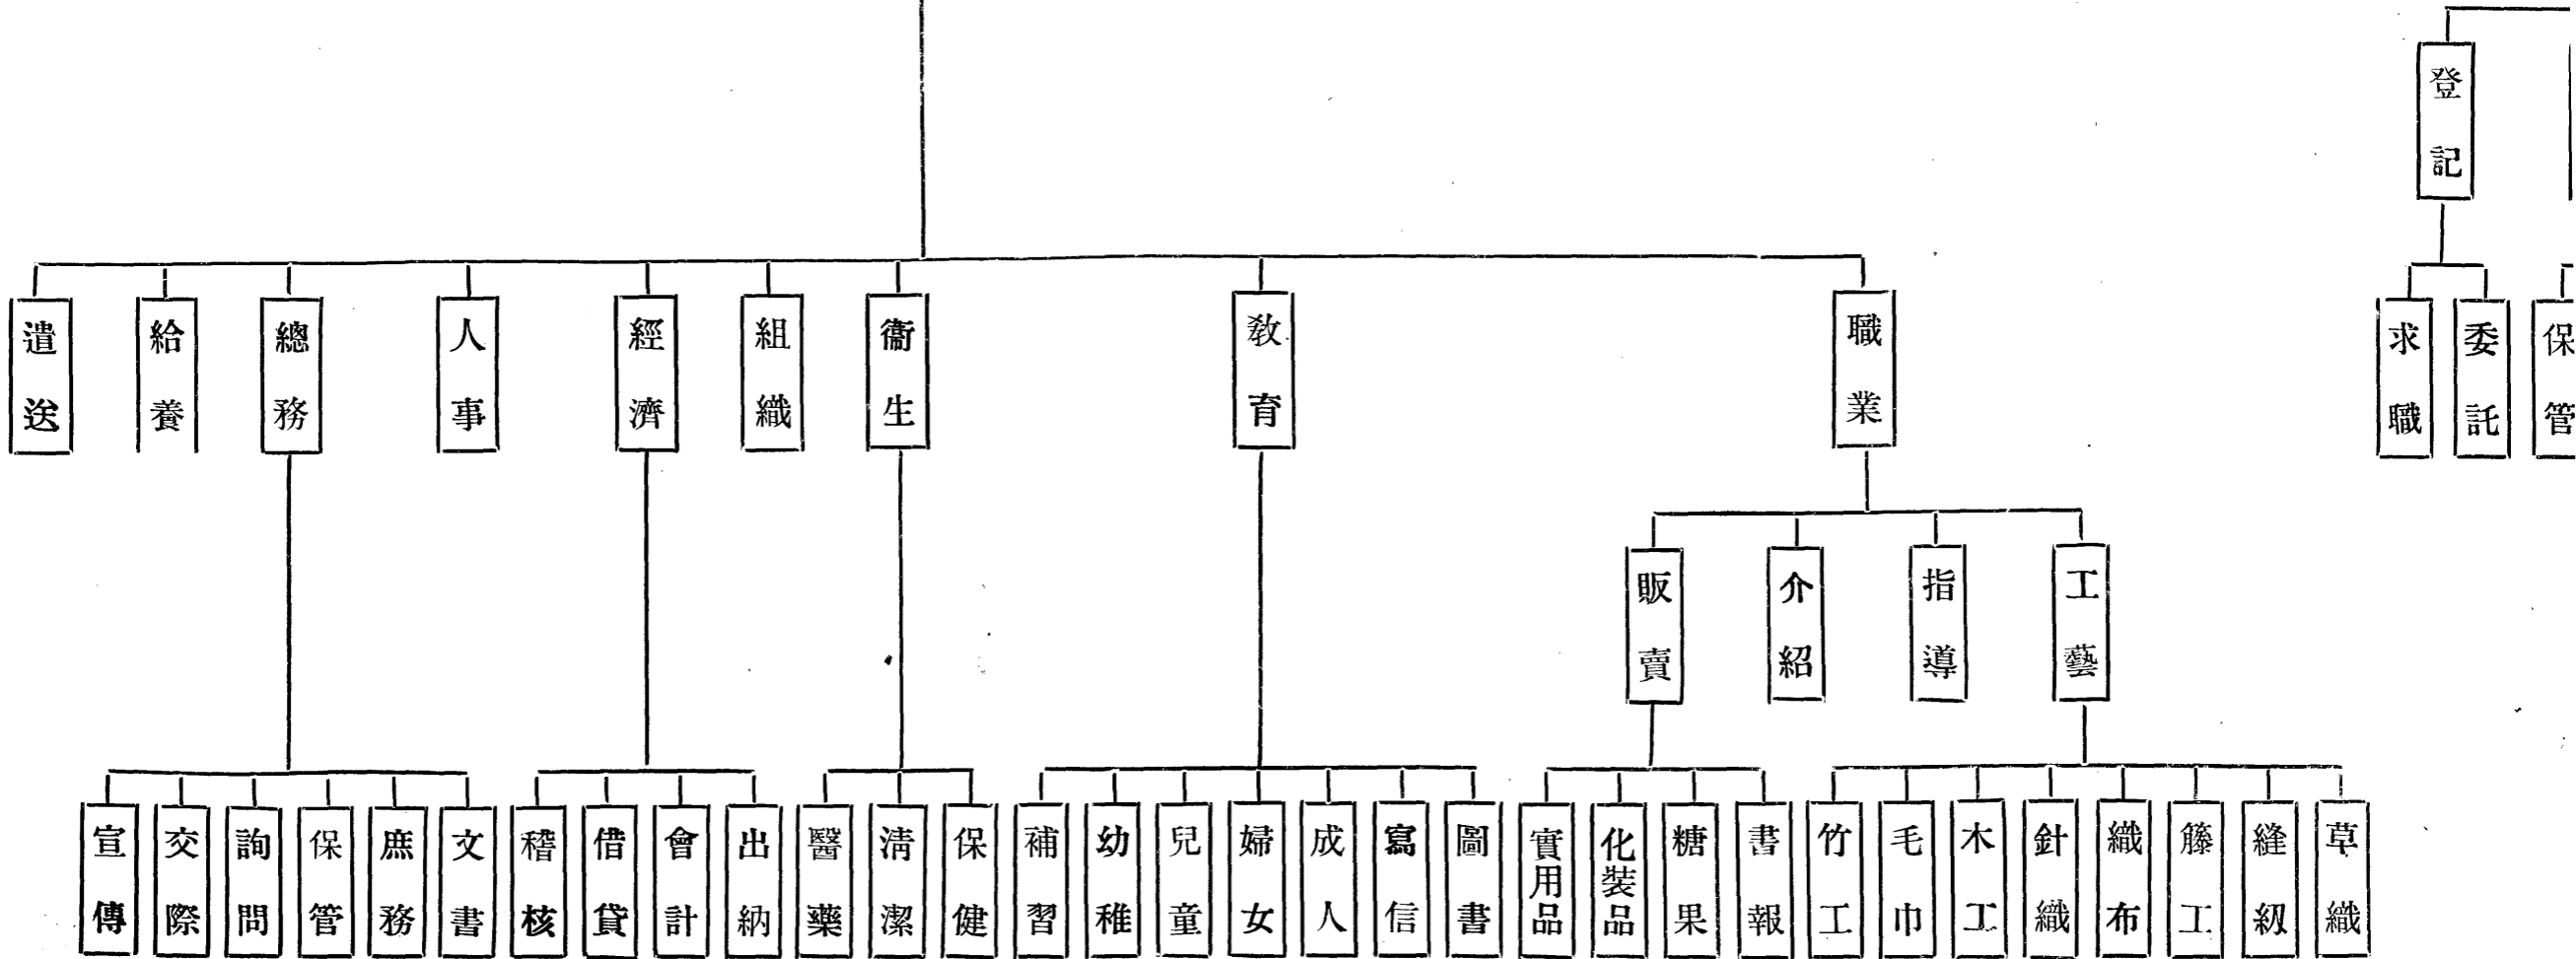 登記
保管
委託
求職
職業
敎育
衞生
組織
經濟
人事
總務
給養
遣送
工藝
指導
介紹
販賣
草織
縫紉
籐工
織布
針織
木工
毛巾
竹工
書報
糖果
化裝品
實用品
圖書
寫信
成人
婦女
兒童
幼稚
補習
保健
淸潔
醫藥
出納
會計
借貸
稽核
文書
庶務
保管
詢問
交際
宣傳